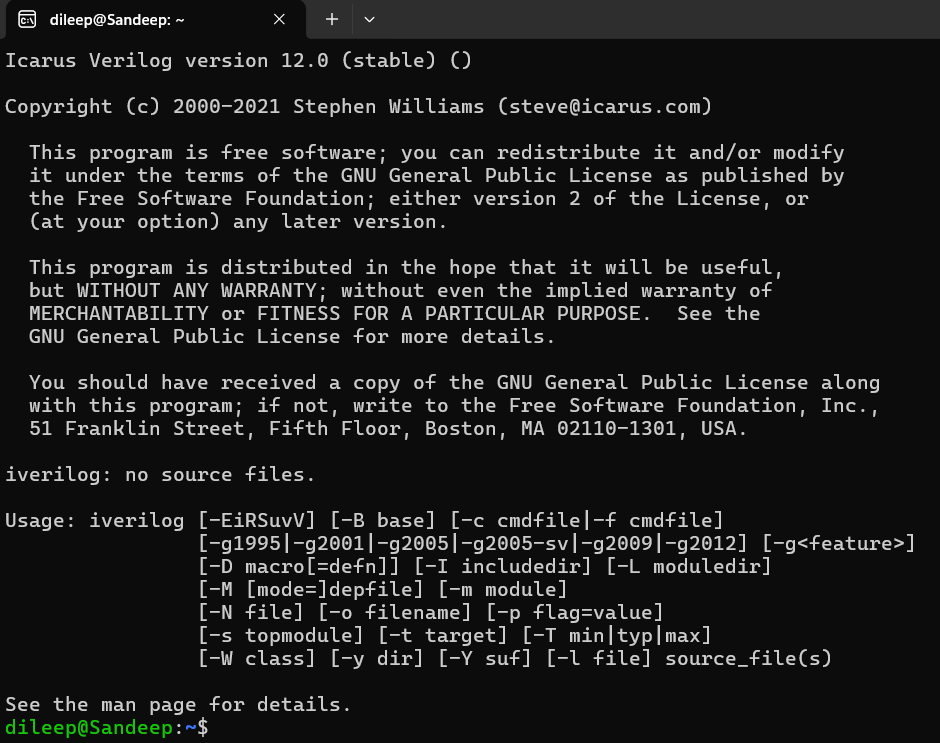 dileep@Sandeep: ~
Icarus Verilog version 12.0 (stable) ()
Copyright (c) 2000-2021 Stephen Williams (steve@icarus.com)
  This program is free software; you can redistribute it and/or modify
  it under the terms of the GNU General Public License as published by
  the Free Software Foundation; either version 2 of the License, or
  (at your option) any later version.
  This program is distributed in the hope that it will be useful,
  but WITHOUT ANY WARRANTY; without even the implied warranty of
  MERCHANTABILITY or FITNESS FOR A PARTICULAR PURPOSE.  See the
  GNU General Public License for more details.
  You should have received a copy of the GNU General Public License along
  with this program; if not, write to the Free Software Foundation, Inc.,
  51 Franklin Street, Fifth Floor, Boston, MA 02110-1301, USA.
iverilog: no source files.
Usage: iverilog [-EiRSuvV] [-B base] [-c cmdfile|-f cmdfile]
                [-g1995|-g2001|-g2005|-g2005-sv|-g2009|-g2012] [-g<feature>]
                [-D macro[=defn]] [-I includedir] [-L moduledir]
                [-M [mode=]depfile] [-m module]
                [-N file] [-o filename] [-p flag=value]
                [-s topmodule] [-t target] [-T min|typ|max]
                [-W class] [-y dir] [-Y suf] [-l file] source_file(s)
See the man page for details.
dileep@Sandeep:~$